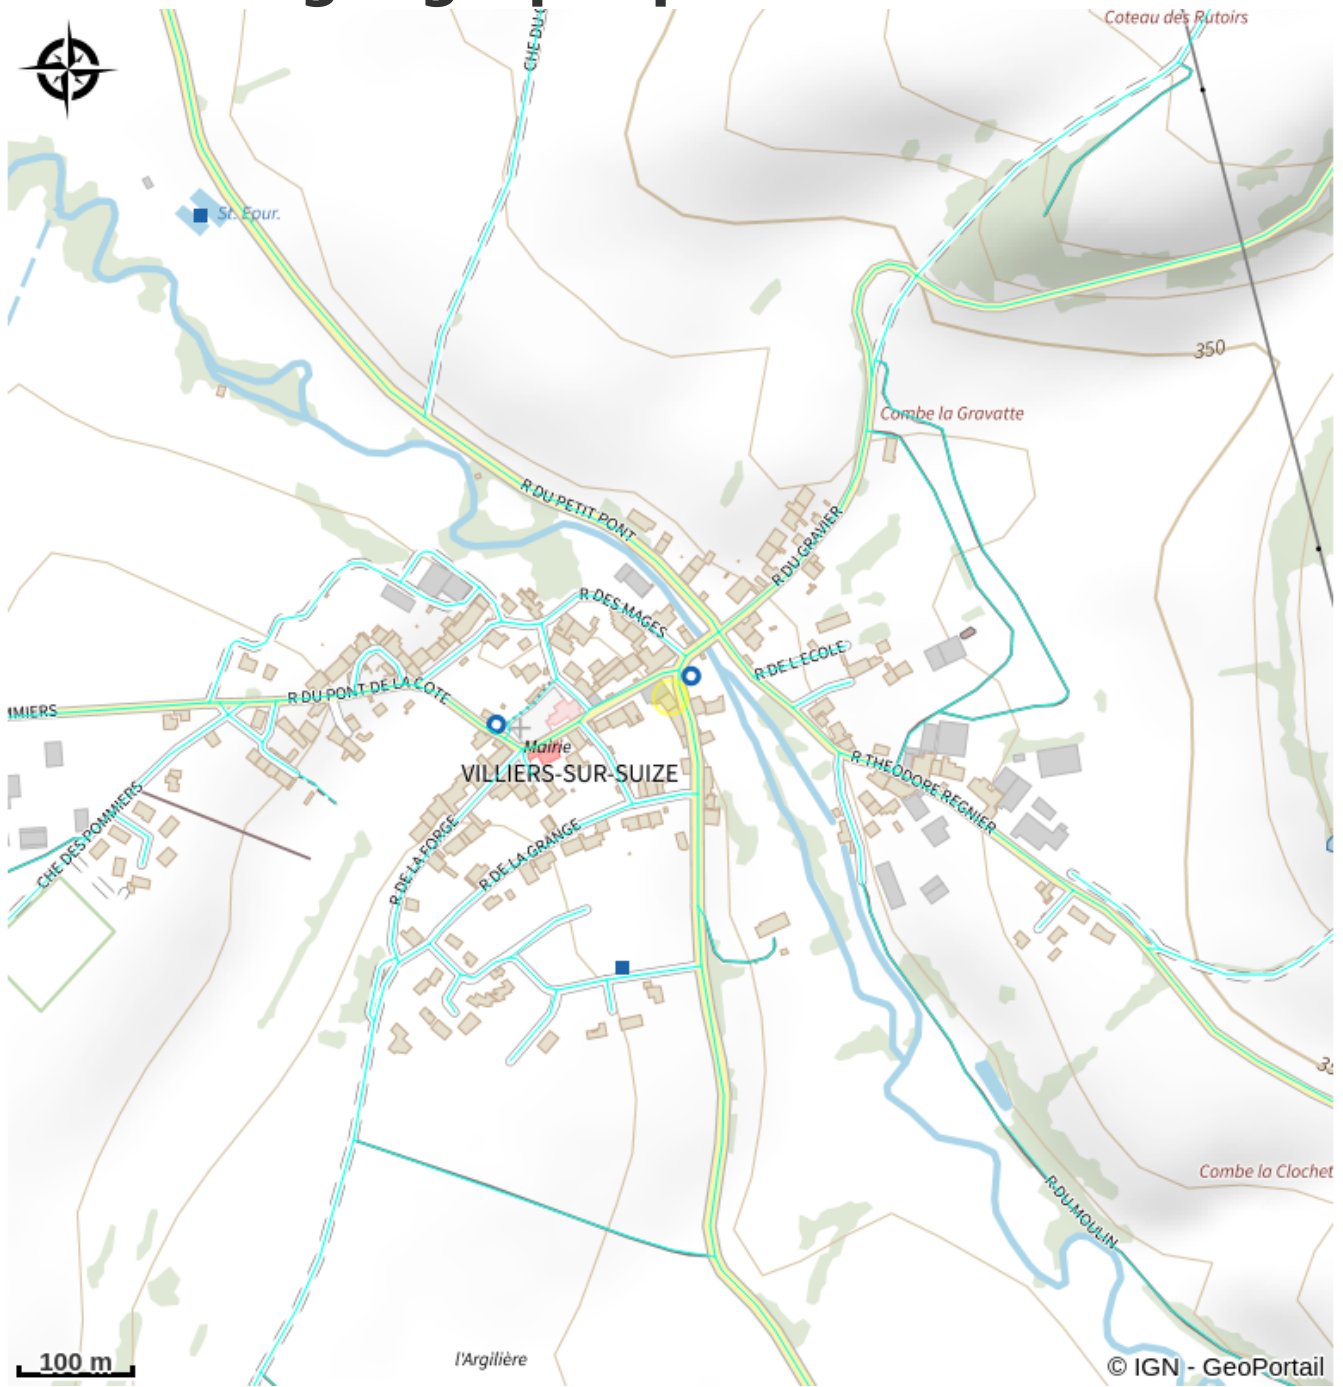 Coteau des Rutoirs
CHE DU
St. Epur.
350
Combe la Gravatte
R DU PETIT PONT
R DU GRAVIER
R DES MAGES
R DE L'ECOLE
R DU PONT DE LA COTE
MMIERS
Mairie
VILLIERS-SUR-SUIZE
R THEODORE REGNIER
CHE DES POMMIERS
R DE LA FORGE
R DE LA GRANGE
35
Combe la Clochet
R DU MOULIN
l'Argilière
100 m
© IGN - GeoPortail